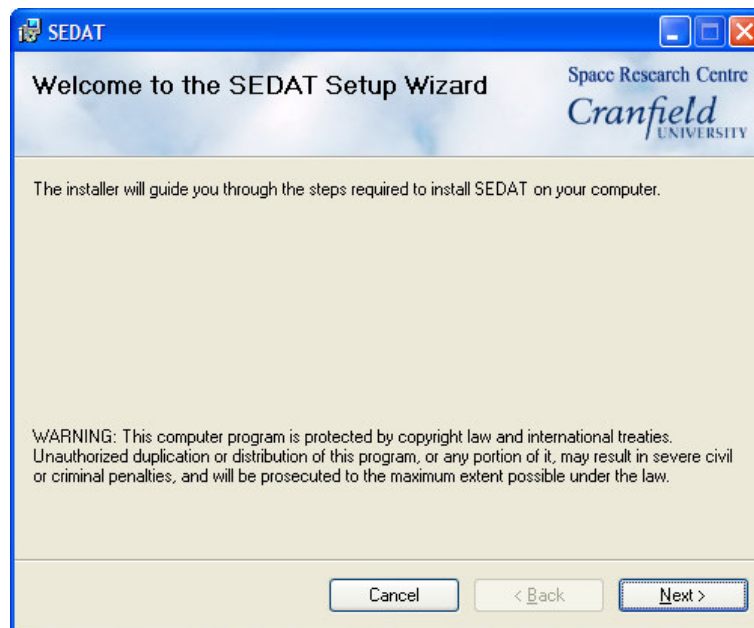 SEDAT
Welcome to the SEDAT Setup Wizard
Space Research Centre
Cranfield
UNIVERSITY
The installer will guide you through the steps required to install SEDAT on your computer.
WARNING: This computer program is protected by copyright law and international treaties.
Unauthorized duplication or distribution of this program, or any portion of it, may result in severe civil
or criminal penalties, and will be prosecuted to the maximum extent possible under the law.
Cancel
< Back
Next >